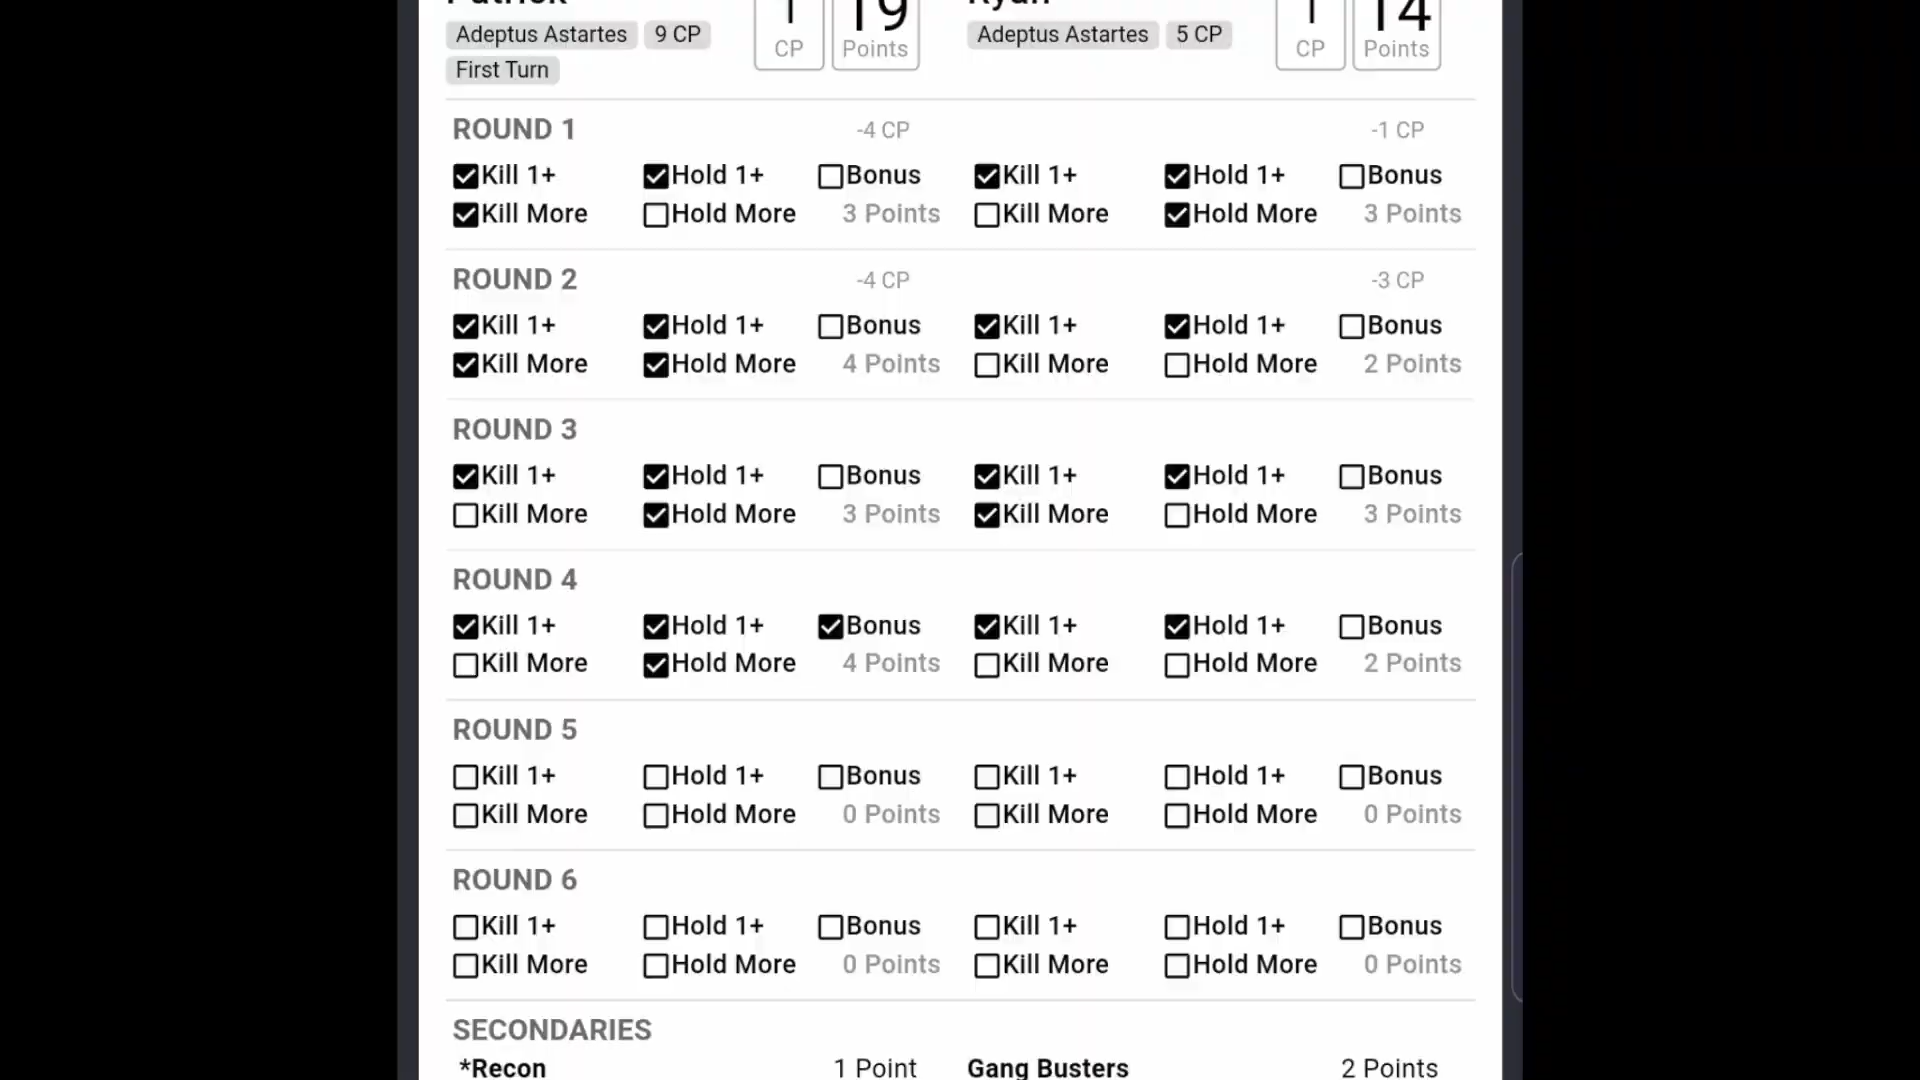 Patrick 1 19 Ryan 1 14
Adeptus Astartes 9 CP CP Points Adeptus Astartes 5 CP CP Points
First Turn
ROUND 1 -4 CP -1 CP
Kill 1+ Hold 1+ Bonus Kill 1+ Hold 1+ Bonus
Kill More Hold More 3 Points Kill More Hold More 3 Points
ROUND 2 -4 CP -3 CP
Kill 1+ Hold 1+ Bonus Kill 1+ Hold 1+ Bonus
Kill More Hold More 4 Points Kill More Hold More 2 Points
ROUND 3
Kill 1+ Hold 1+ Bonus Kill 1+ Hold 1+ Bonus
Kill More Hold More 3 Points Kill More Hold More 3 Points
ROUND 4
Kill 1+ Hold 1+ Bonus Kill 1+ Hold 1+ Bonus
Kill More Hold More 4 Points Kill More Hold More 2 Points
ROUND 5
Kill 1+ Hold 1+ Bonus Kill 1+ Hold 1+ Bonus
Kill More Hold More 0 Points Kill More Hold More 0 Points
ROUND 6
Kill 1+ Hold 1+ Bonus Kill 1+ Hold 1+ Bonus
Kill More Hold More 0 Points Kill More Hold More 0 Points
SECONDARIES
*Recon 1 Point Gang Busters 2 Points